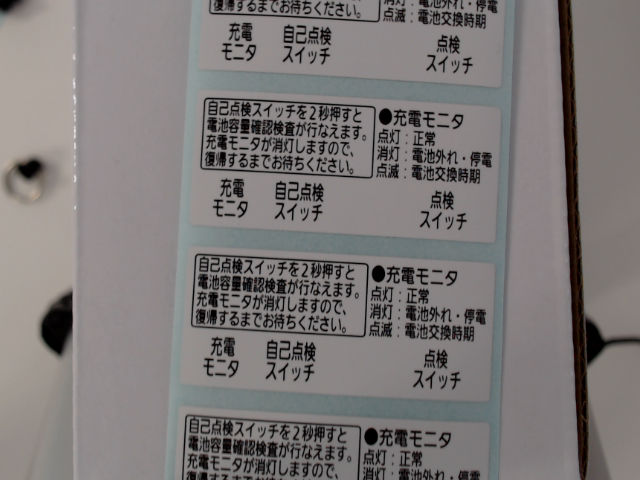 復帰するまでお待ちください。
消灯：電池外れ・停電
点滅：電池交換時期
充電
モニタ
自己点検
スイッチ
点検
スイッチ
自己点検スイッチを2秒押すと
電池容量確認検査が行なえます。
充電モニタが消灯しますので、
復帰するまでお待ちください。
●充電モニタ
点灯：正常
消灯：電池外れ・停電
点滅：電池交換時期
充電
モニタ
自己点検
スイッチ
点検
スイッチ
自己点検スイッチを2秒押すと
電池容量確認検査が行なえます。
充電モニタが消灯しますので、
復帰するまでお待ちください。
●充電モニタ
点灯：正常
消灯：電池外れ・停電
点滅：電池交換時期
充電
モニタ
自己点検
スイッチ
点検
スイッチ
自己点検スイッチを2秒押すと
電池容量確認検査が行なえます。
充電モニタが消灯しますので、
●充電モニタ
点灯：正常
消灯：電池外れ・停電